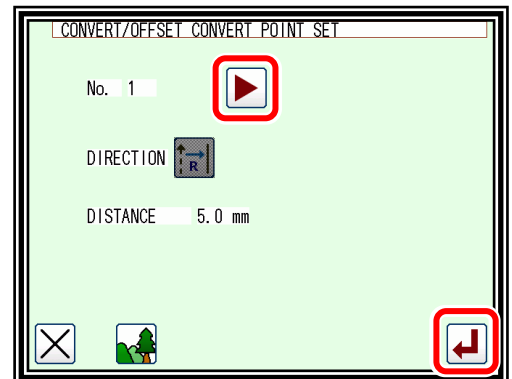 CONVERT/OFFSET CONVERT POINT SET
No. 1
DIRECTION R
DISTANCE 5.0 mm